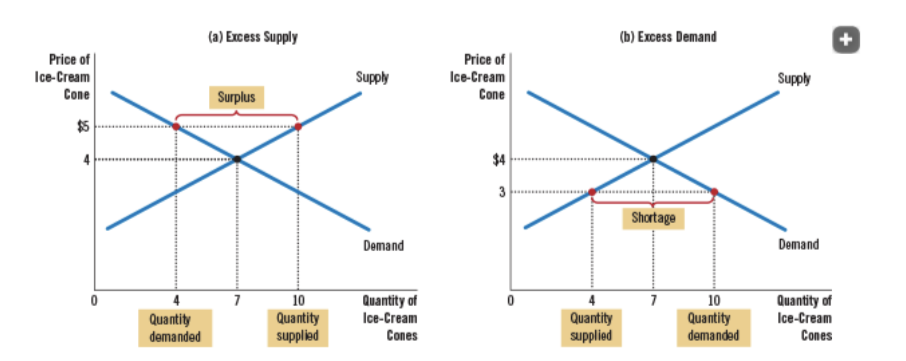 (a) Excess Supply
Price of
Ice-Cream
Cone
Supply
Surplus
$5
4
Demand
0
4
7
10
Quantity of
Ice-Cream
Cones
Quantity
demanded
Quantity
supplied
(b) Excess Demand
+
Price of
Ice-Cream
Cone
Supply
$4
3
Shortage
Demand
0
4
7
10
Quantity of
Ice-Cream
Cones
Quantity
supplied
Quantity
demanded